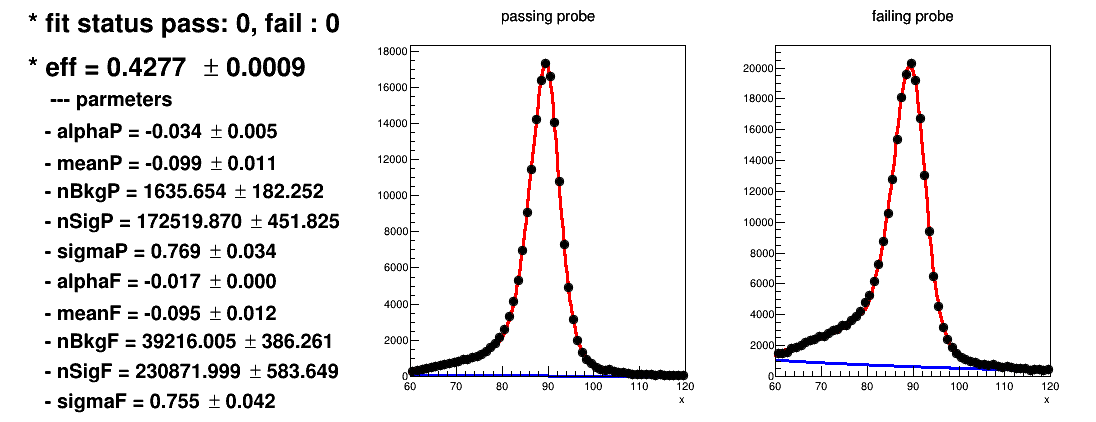 * fit status pass: 0, fail : 0
* eff = 0.4277 ± 0.0009
--- parmeters
- alphaP = -0.034 ± 0.005
- meanP = -0.099 ± 0.011
- nBkgP = 1635.654 ± 182.252
- nSigP = 172519.870 ± 451.825
- sigmaP = 0.769 ± 0.034
- alphaF = -0.017 ± 0.000
- meanF = -0.095 ± 0.012
- nBkgF = 39216.005 ± 386.261
- nSigF = 230871.999 ± 583.649
- sigmaF = 0.755 ± 0.042
passing probe
18000
16000
14000
12000
10000
8000
6000
4000
2000
0
60 70 80 90 100 110 120
x
failing probe
20000
18000
16000
14000
12000
10000
8000
6000
4000
2000
0
60 70 80 90 100 110 120
x